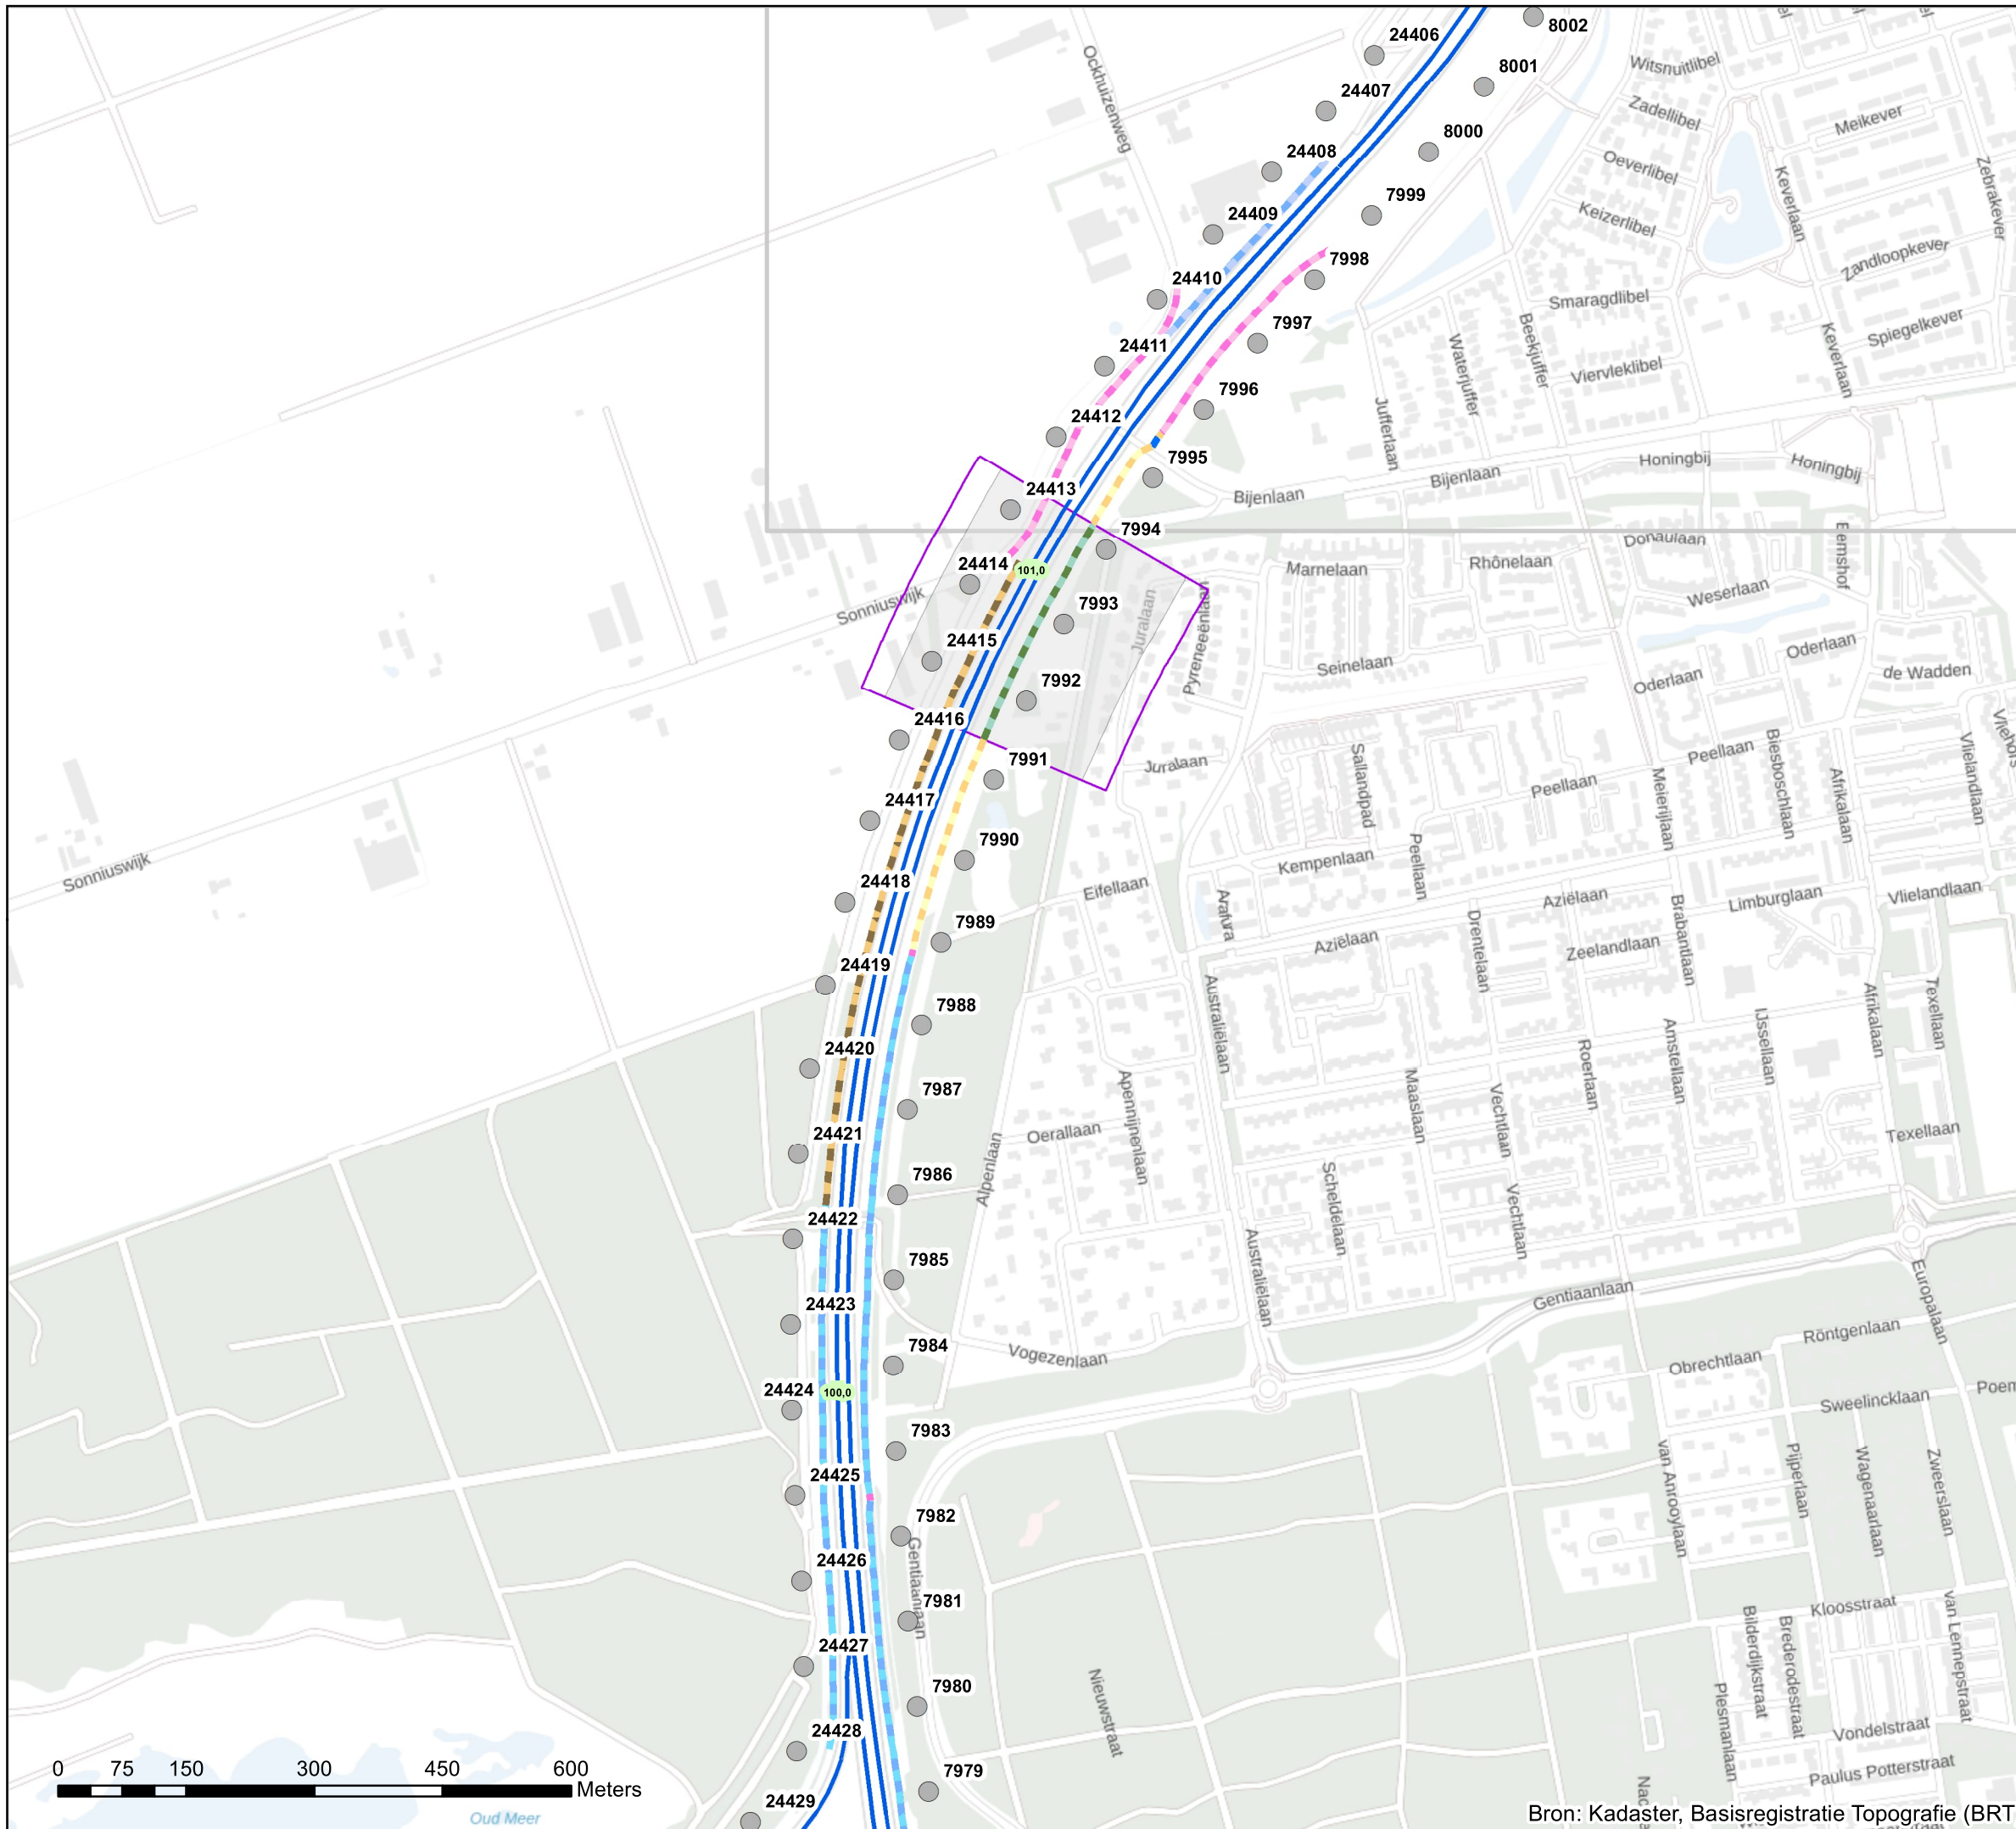 24406
8002
8001
24407
8000
24408
7999
24409
7998
24410
7997
24411
7996
24412
7995
24413
7994
24414
101,0
7993
24415
7992
24416
7991
24417
7990
24418
7989
24419
7988
24420
7987
24421
7986
24422
7985
24423
7984
24424
100,0
7983
24425
7982
24426
7981
24427
7980
24428
7979
24429
Ockhuizenweg
Witsnuitlibel
Zadellibel
Meikever
Oeverlibel
Keverlaan
Zebrakever
Keizerlibel
Zandloopkever
Smaragdlibel
Spiegelkever
Beekjuffer
Waterjuffer
Keverlaan
Viervleklibel
Jufferlaan
Bijenlaan
Bijenlaan
Honingbij
Honingbij
Donaulaan
Eemshof
Marnelaan
Rhônelaan
Weserlaan
Sonniuswijk
Juralaan
Pyreneeënlaan
Seinelaan
Oderlaan
Oderlaan
de Wadden
Juralaan
Sallandpad
Peellaan
Peellaan
Meierijlaan
Biesboschlaan
Afrikalaan
Vlielandlaan
Sonniuswijk
Kempenlaan
Peellaan
Eifellaan
Arafura
Aziëlaan
Aziëlaan
Limburglaan
Vlielandlaan
Drentelaan
Zeelandlaan
Brabantlaan
Australiëlaan
Texellaan
Afrikalaan
IJssellaan
Amstellaan
Roerlaan
Maaslaan
Vechtlaan
Apennijnenlaan
Oerallaan
Alpenlaan
Texellaan
Scheldelaan
Vechtlaan
Australiëlaan
Gentiaanlaan
Europalaan
Vogezenlaan
Röntgenlaan
Obrechtlaan
Sweelincklaan
Poem
van Anrooylaan
Pijperlaan
Wagenaarlaan
Zweerslaan
Gentiaanlaan
Kloosstraat
Bilderdijkstraat
Brederodestraat
van Lennepstraat
Nieuwstraat
Plesmanlaan
Vondelstraat
Paulus Potterstraat
0 75 150 300 450 600
Meters
Oud Meer
Bron: Kadaster, Basisregistratie Topografie (BRT